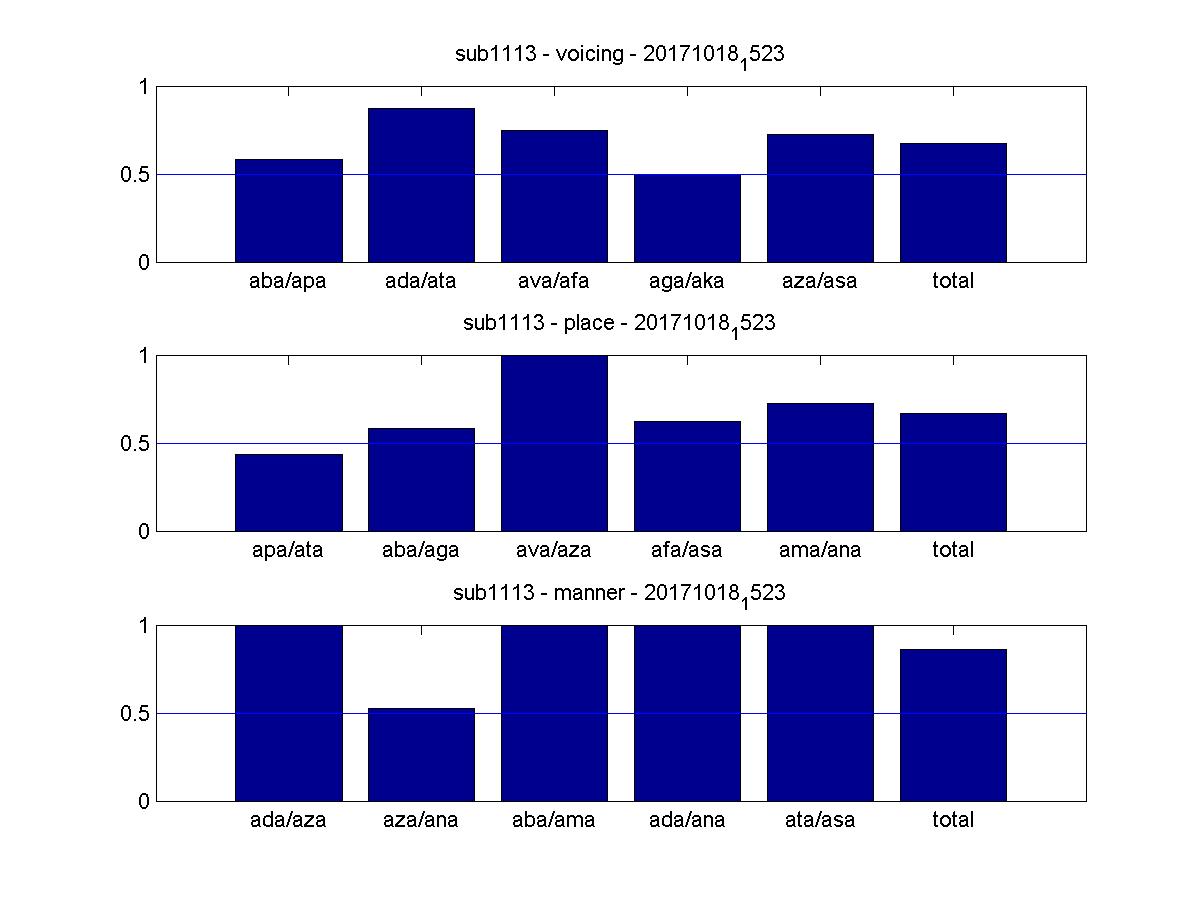 sub1113 - voicing - 20171018₁523
1
0.5
0
aba/apa ada/ata ava/afa aga/aka aza/asa total
sub1113 - place - 20171018₁523
1
0.5
0
apa/ata aba/aga ava/aza afa/asa ama/ana total
sub1113 - manner - 20171018₁523
1
0.5
0
ada/aza aza/ana aba/ama ada/ana ata/asa total